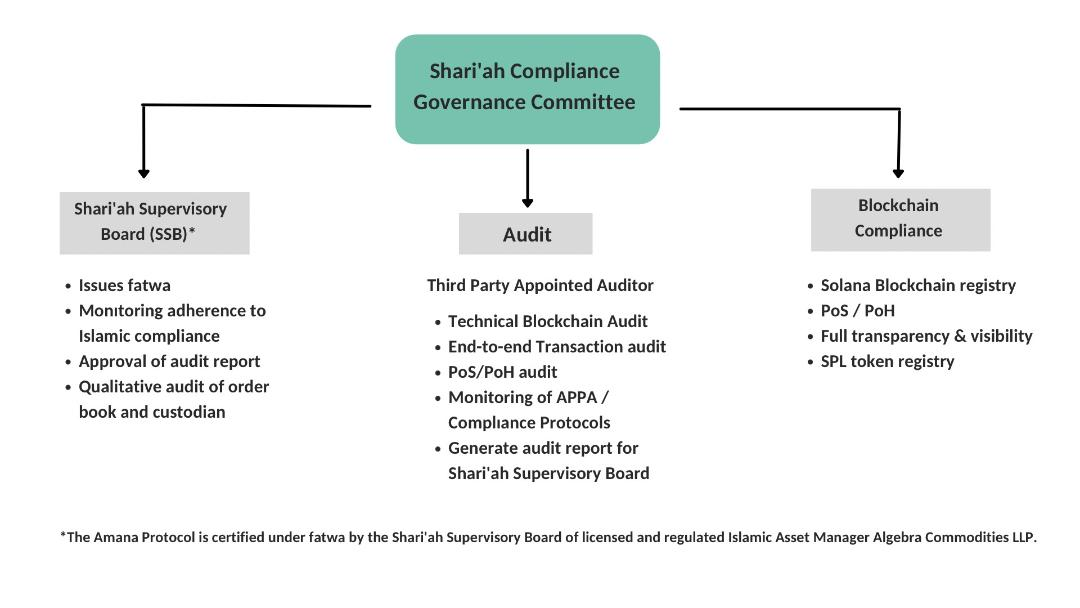 Shari'ah Compliance
Governance Committee
Shari'ah Supervisory
Board (SSB)*
• Issues fatwa
• Monitoring adherence to
Islamic compliance
• Approval of audit report
• Qualitative audit of order
book and custodian
Audit
Third Party Appointed Auditor
• Technical Blockchain Audit
• End-to-end Transaction audit
• PoS/PoH audit
• Monitoring of APPA /
Compliance Protocols
• Generate audit report for
Shari'ah Supervisory Board
Blockchain
Compliance
• Solana Blockchain registry
• PoS / PoH
• Full transparency & visibility
• SPL token registry
*The Amana Protocol is certified under fatwa by the Shari'ah Supervisory Board of licensed and regulated Islamic Asset Manager Algebra Commodities LLP.